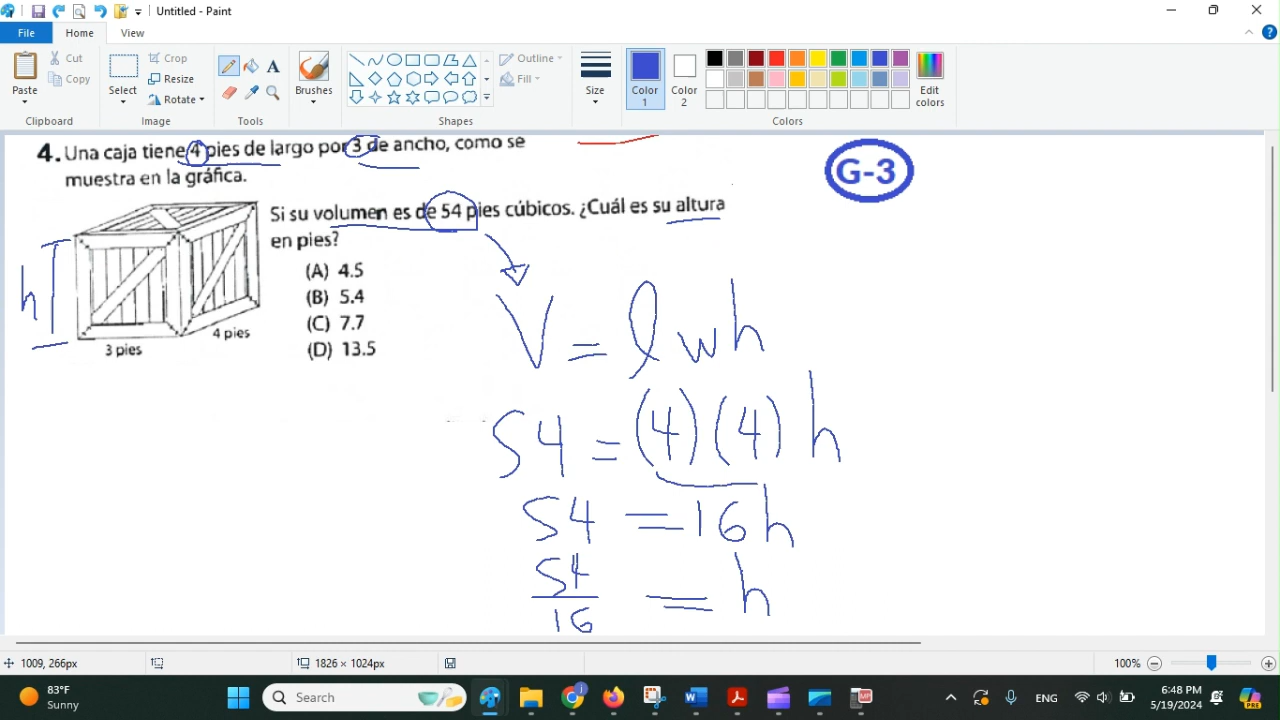 Untitled - Paint
File
Home
View
Paste
Cut
Copy
Clipboard
Select
Crop
Resize
Rotate
Image
Tools
Brushes
Shapes
Outline
Fill
Size
Color 1
Color 2
Edit colors
Colors
4. Una caja tiene 4 pies de largo por 3 de ancho, como se
muestra en la gráfica.
G-3
Si su volumen es de 54 pies cúbicos. ¿Cuál es su altura
en pies?
(A) 4.5
(B) 5.4
(C) 7.7
(D) 13.5
h
3 pies
4 pies
V = l w h
54 = (4) (4) h
54 = 16 h
54/16 = h
1009, 266px
1826 × 1024px
100%
83°F
Sunny
Search
ENG
6:48 PM
5/19/2024